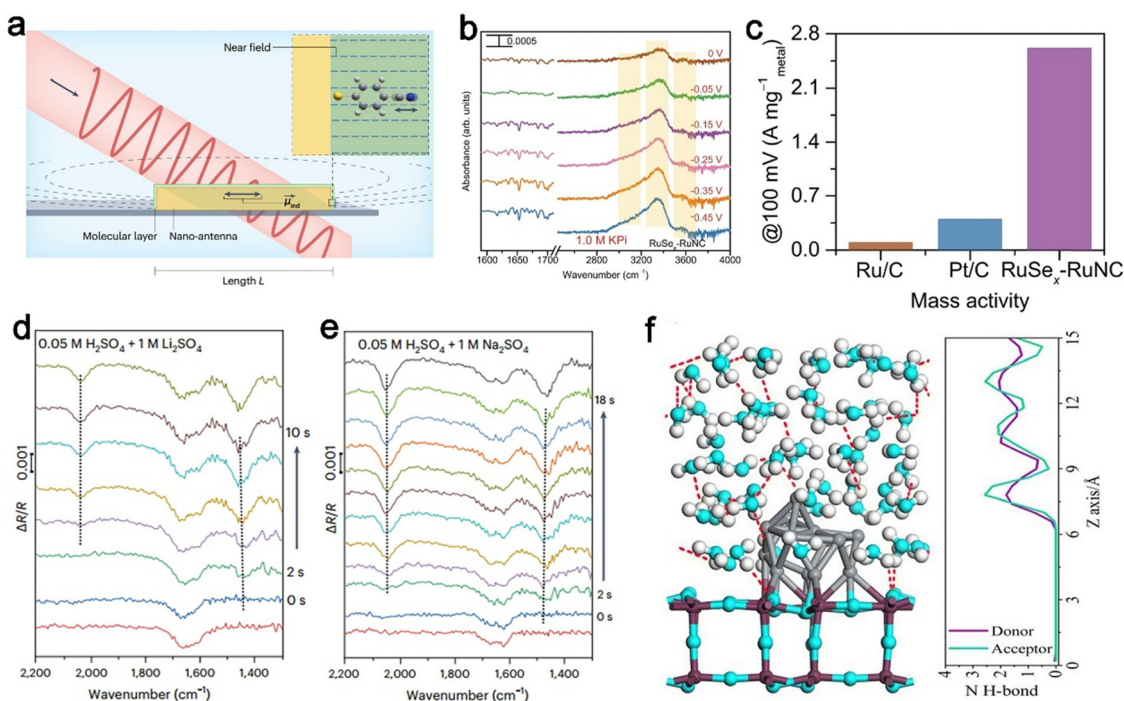 a
Near field
μind
Molecular layer
Nano-antenna
Length L
b
0.0005
Absorbance (arb. units)
0 V
-0.05 V
-0.15 V
-0.25 V
-0.35 V
-0.45 V
1.0 M KPi
RuSex-RuNC
1600 1650 1700 2800 3200 3600 4000
Wavenumber (cm−1)
c
@100 mV (A mg−1metal)
2.8
2.1
1.4
0.7
0.0
Ru/C Pt/C RuSex-RuNC
Mass activity
d
0.05 M H2SO4 + 1 M Li2SO4
0.001
ΔR/R
10 s
2 s
0 s
2,200 2,000 1,800 1,600 1,400
Wavenumber (cm−1)
e
0.05 M H2SO4 + 1 M Na2SO4
0.001
ΔR/R
18 s
2 s
0 s
2,200 2,000 1,800 1,600 1,400
Wavenumber (cm−1)
f
15
12
9
6
3
0
Z axis/Å
Donor
Acceptor
4 3 2 1 0
N H-bond